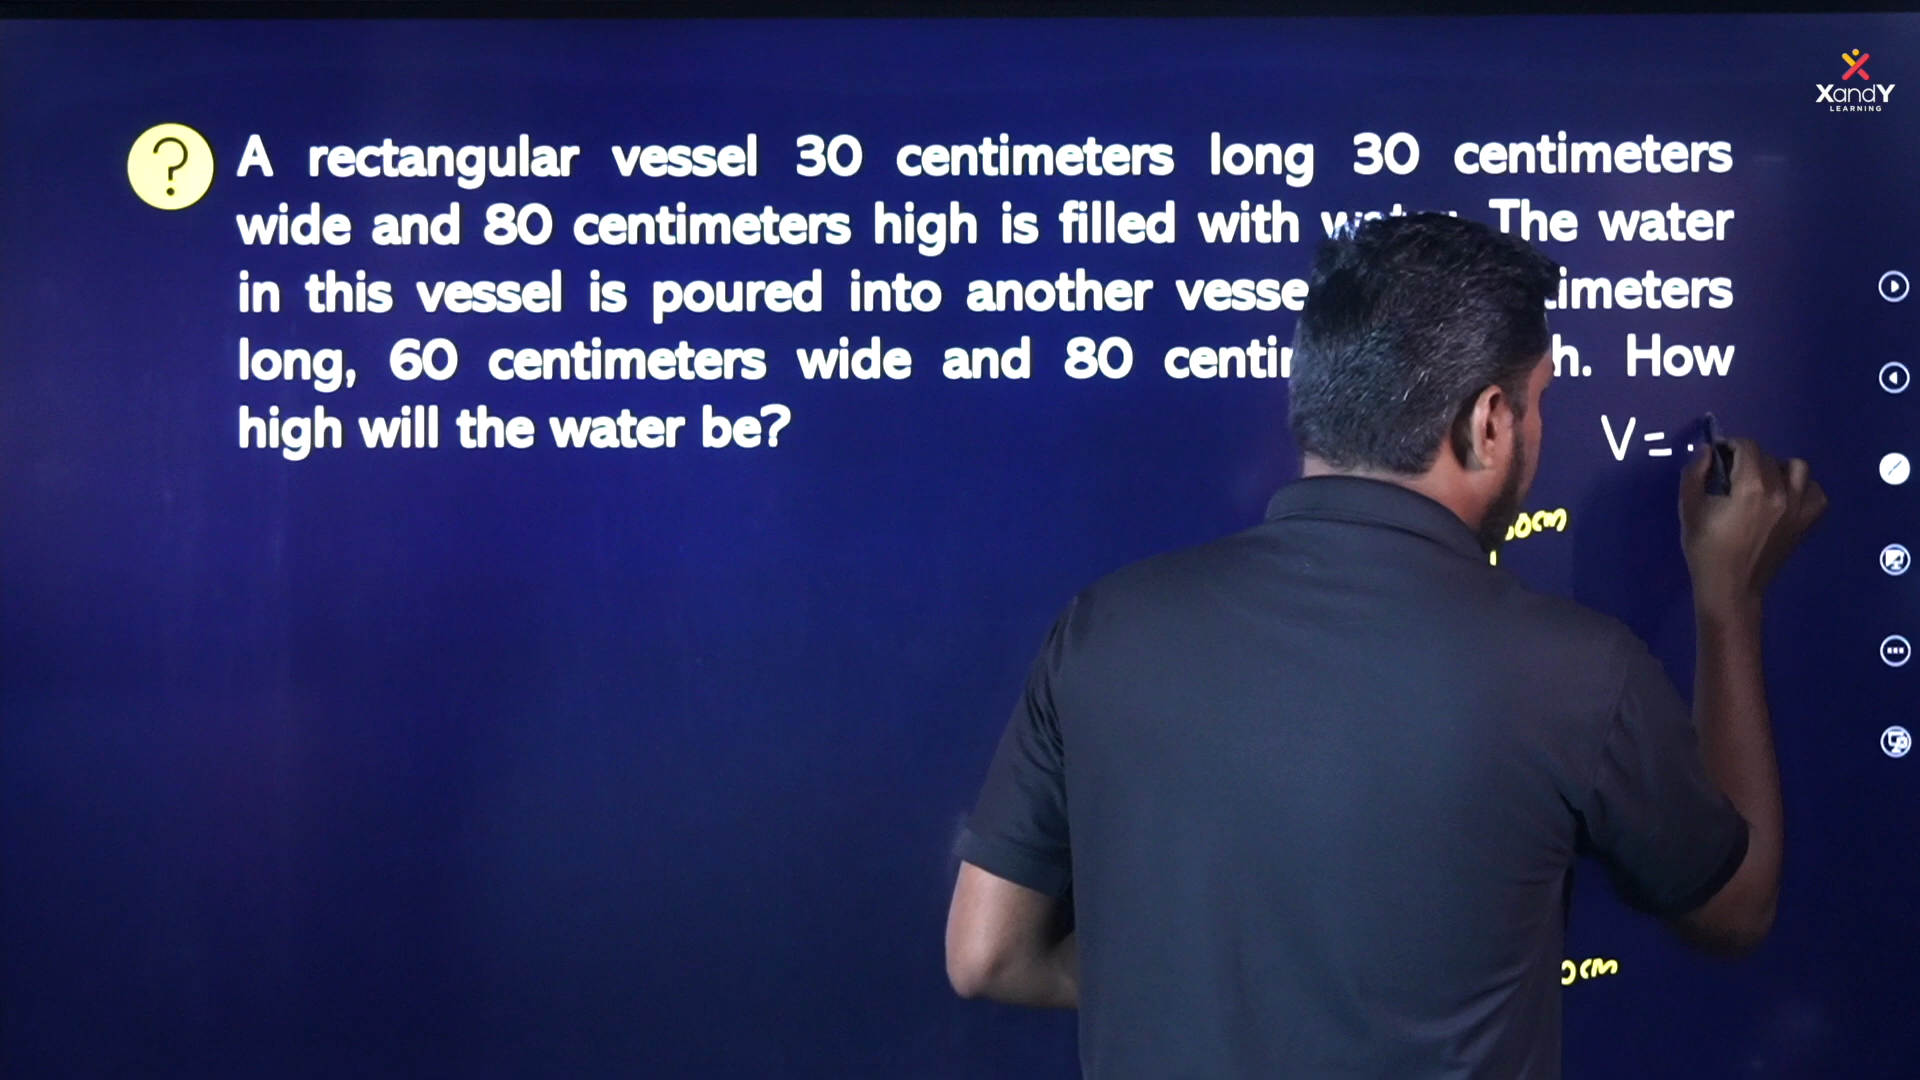 XandY
LEARNING
? A rectangular vessel 30 centimeters long 30 centimeters
wide and 80 centimeters high is filled with The water
in this vessel is poured into another
long, 60 centimeters wide and 80 How
high will the water be?
V =